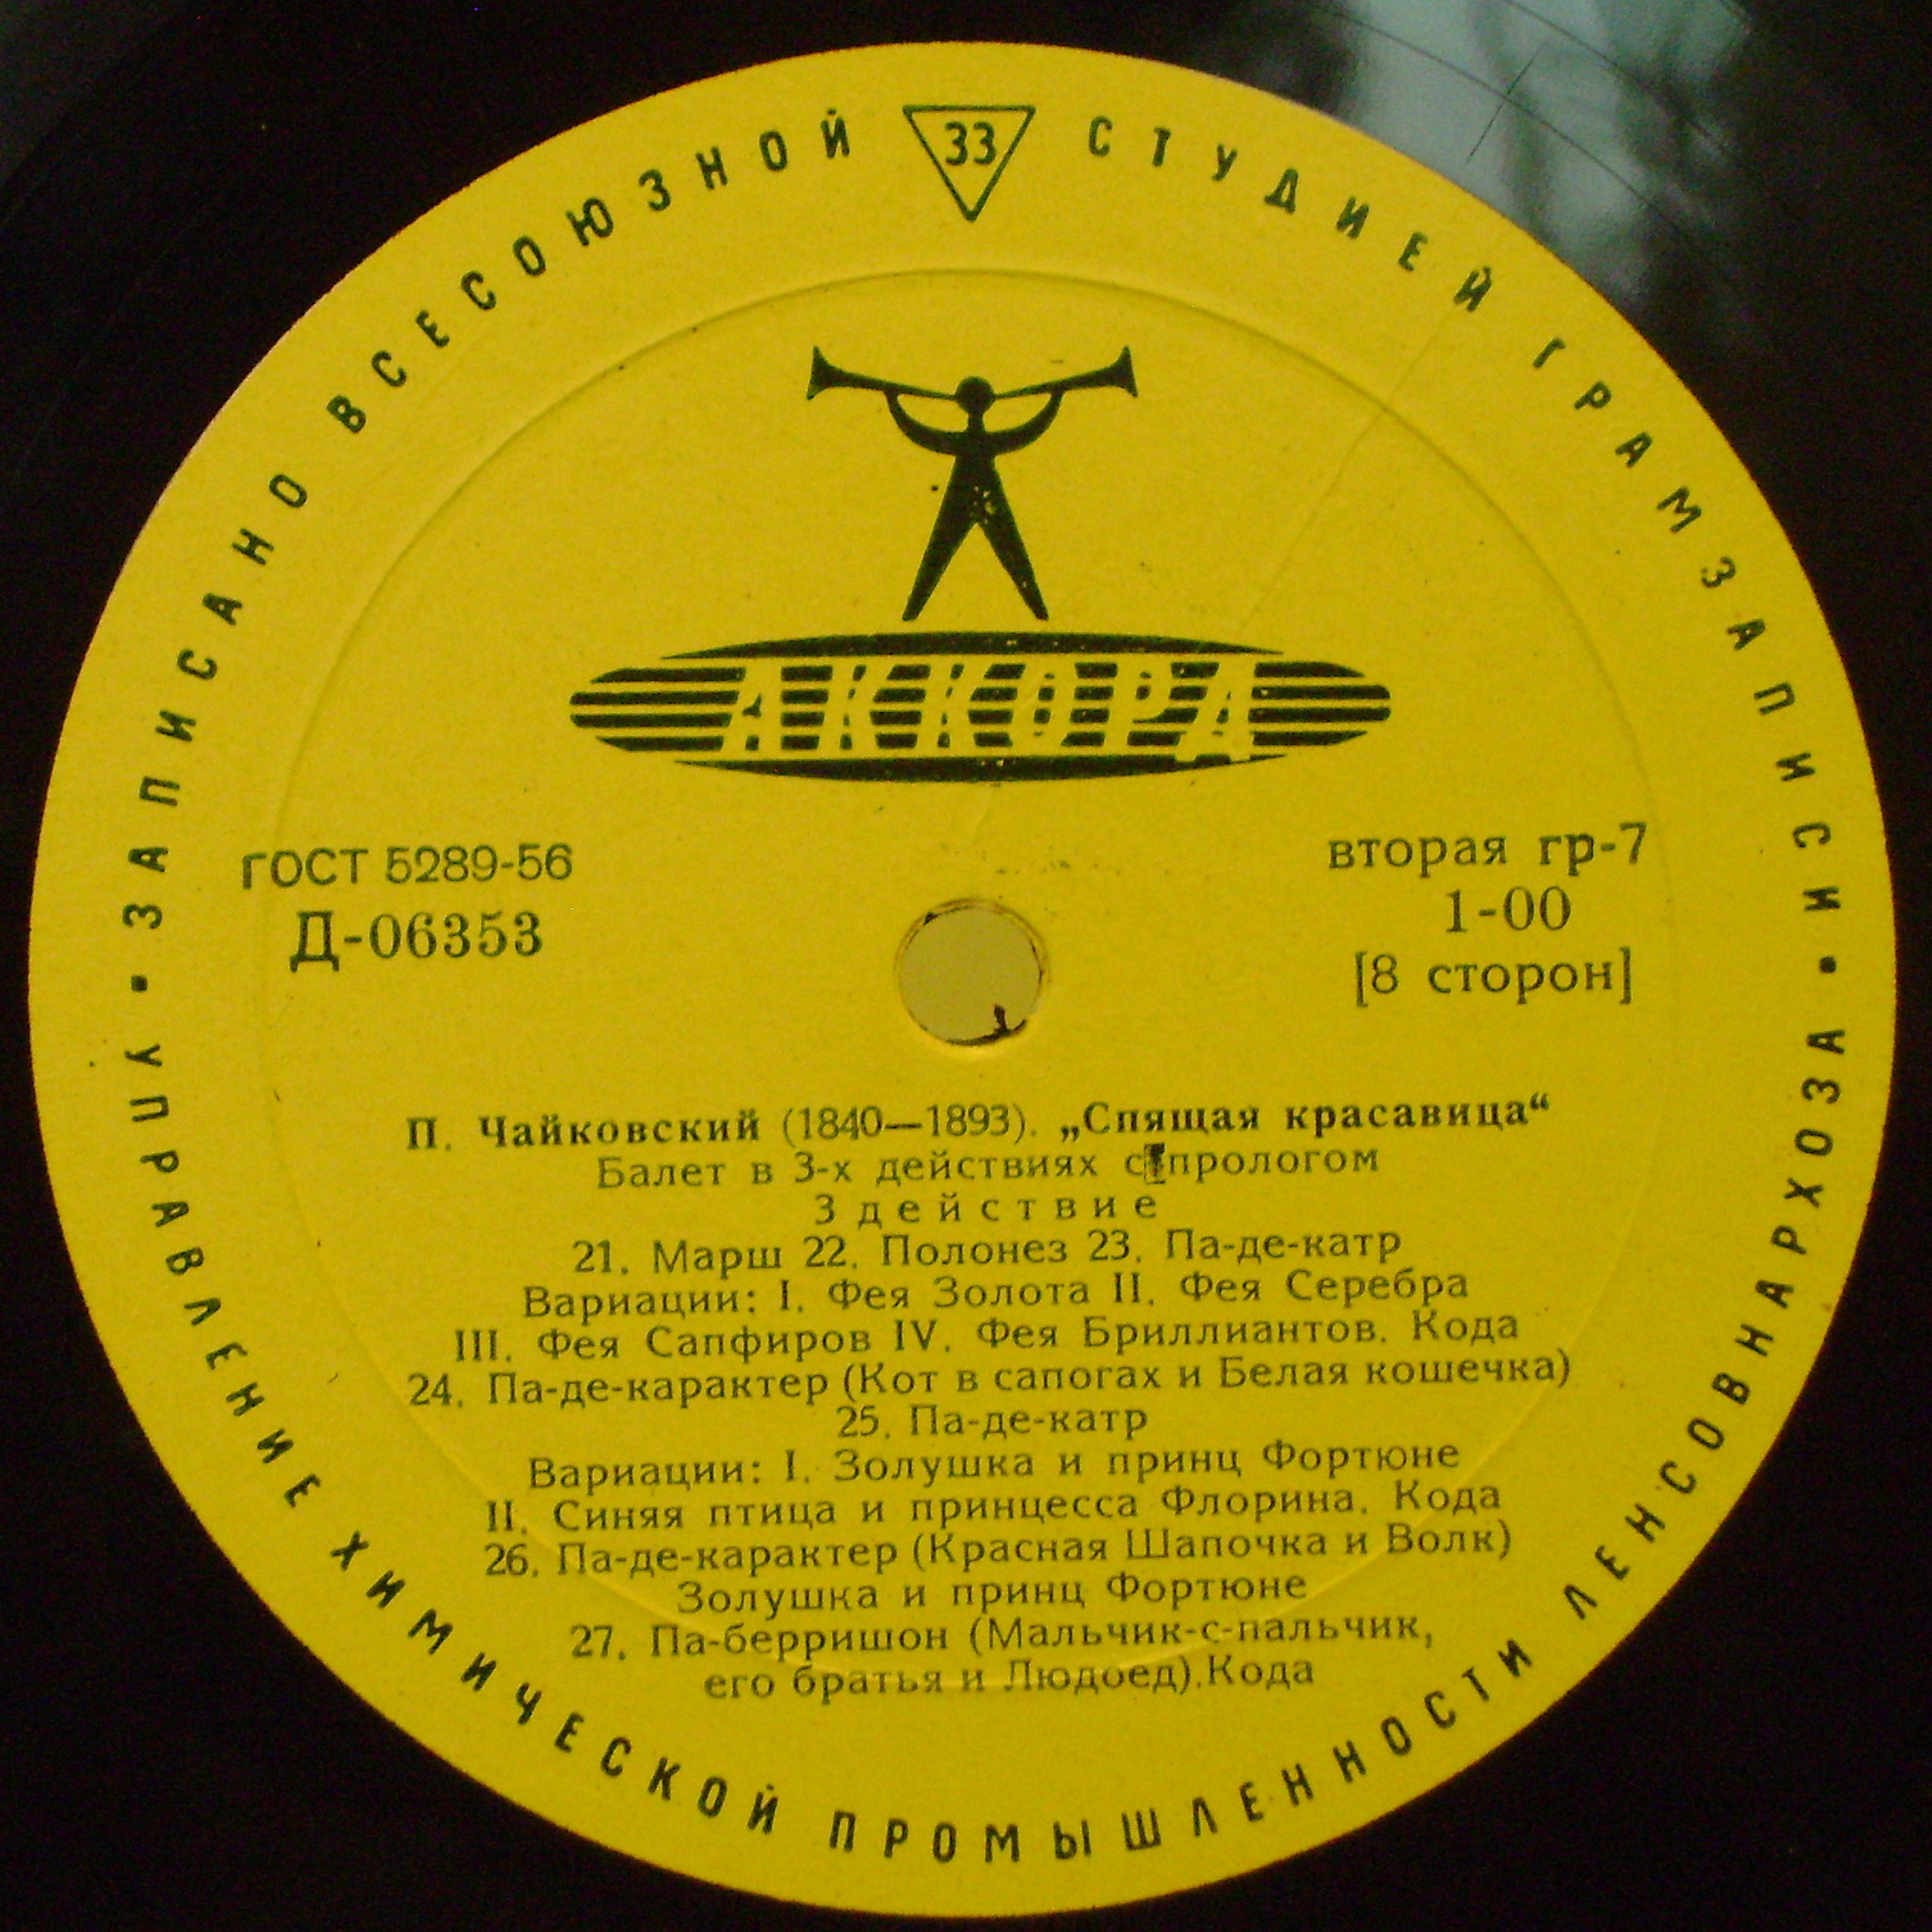 ЗАПИСАНО ВСЕСОЮЗНОЙ СТУДИЕЙ ГРАМЗАПИСИ
33
АККОРД
ГОСТ 5289-56
Д-06353
вторая гр-7
1-00
[8 сторон]
П. Чайковский (1840—1893). „Спящая красавица“
Балет в 3-х действиях с прологом
3 действие
21. Марш 22. Полонез 23. Па-де-катр
Вариации: I. Фея Золота II. Фея Серебра
III. Фея Сапфиров IV. Фея Бриллиантов. Кода
24. Па-де-карактер (Кот в сапогах и Белая кошечка)
25. Па-де-катр
Вариации: I. Золушка и принц Фортюне
II. Синяя птица и принцесса Флорина. Кода
26. Па-де-карактер (Красная Шапочка и Волк)
Золушка и принц Фортюне
27. Па-берришон (Мальчик-с-пальчик,
его братья и Людоед). Кода
УПРАВЛЕНИЕ ХИМИЧЕСКОЙ ПРОМЫШЛЕННОСТИ ЛЕНСОВНАРХОЗА